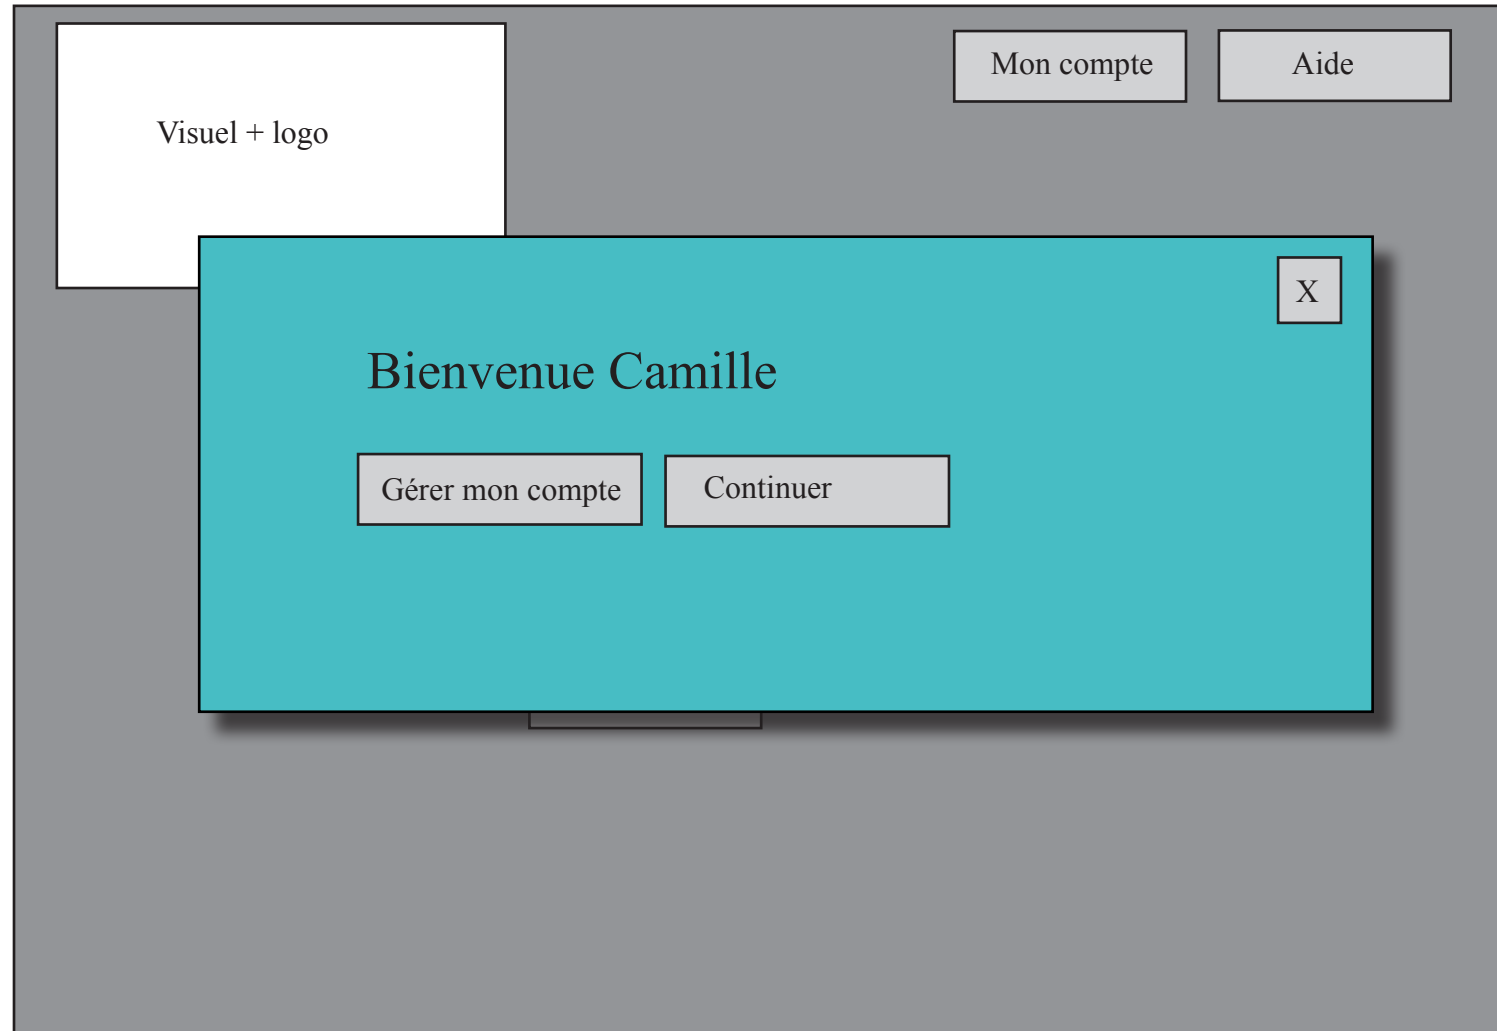 Mon compte
Aide
Visuel + logo
X
Bienvenue Camille
Gérer mon compte
Continuer